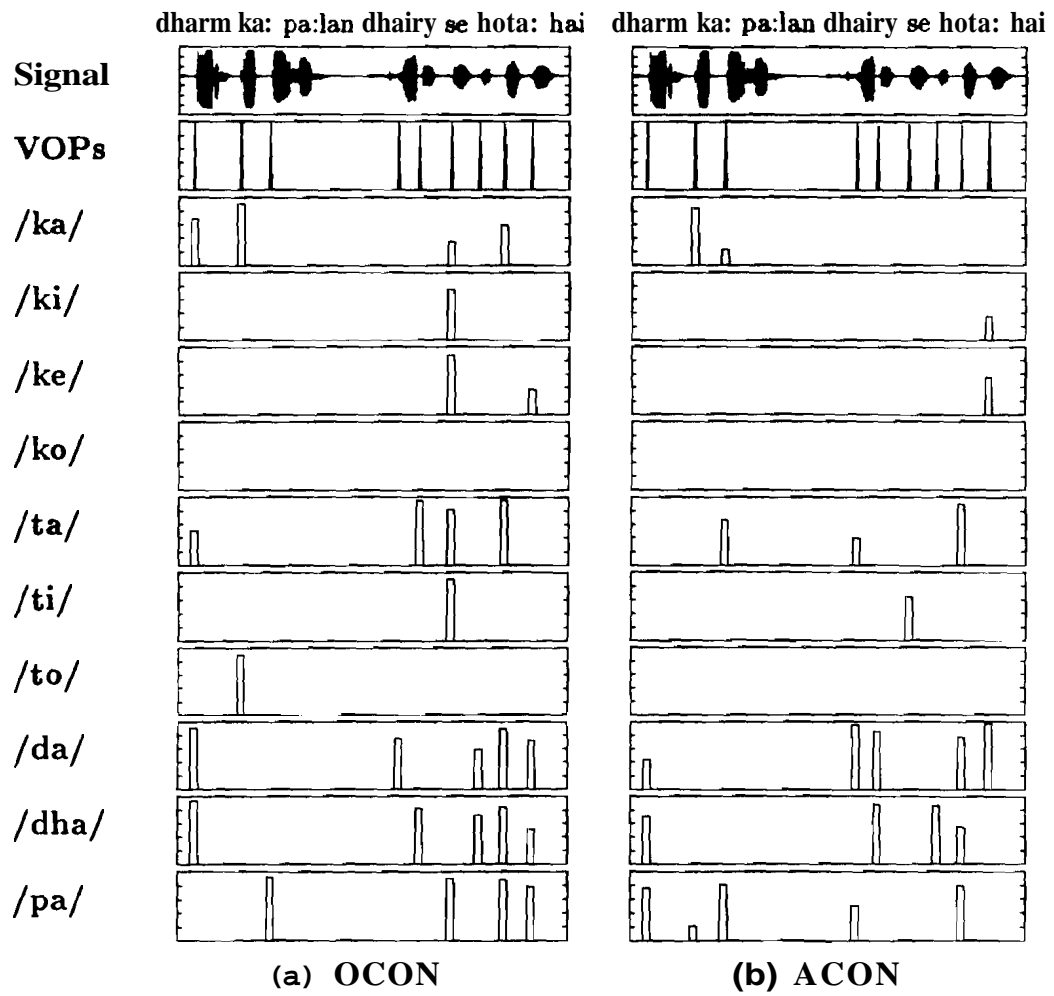 dharm ka: pa:lan dhairy se hota: hai dharm ka: pa:lan dhairy se hota: hai
Signal
VOPs
/ka/
/ki/
/ke/
/ko/
/ta/
/ti/
/to/
/da/
/dha/
/pa/
(a) OCON (b) ACON